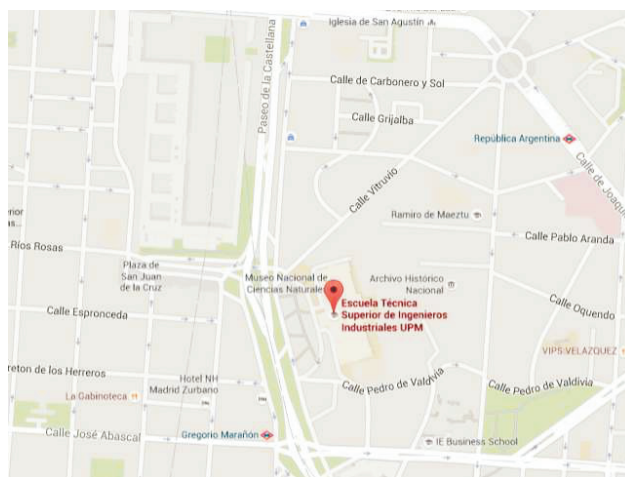 Iglesia de San Agustín
Paseo de la Castellana
Calle de Carbonero y Sol
Calle Grijalba
República Argentina
Calle de Joaqu
Calle Vitruvio
Ramiro de Maeztu
erior
as...
Ríos Rosas
Calle Pablo Aranda
Plaza de
San Juan
de la Cruz
Museo Nacional de
Ciencias Naturale
Archivo Histórico
Nacional
Escuela Técnica
Superior de Ingenieros
Industriales UPM
Calle Oquendo
Calle Espronceda
VIPS VELAZQUEZ
reton de los Herreros
Hotel NH
Madrid Zurbano
La Gabinoteca
Calle Pedro de Valdivia
Calle Pedro de Valdivia
Calle José Abascal
Gregorio Marañón
IE Business School